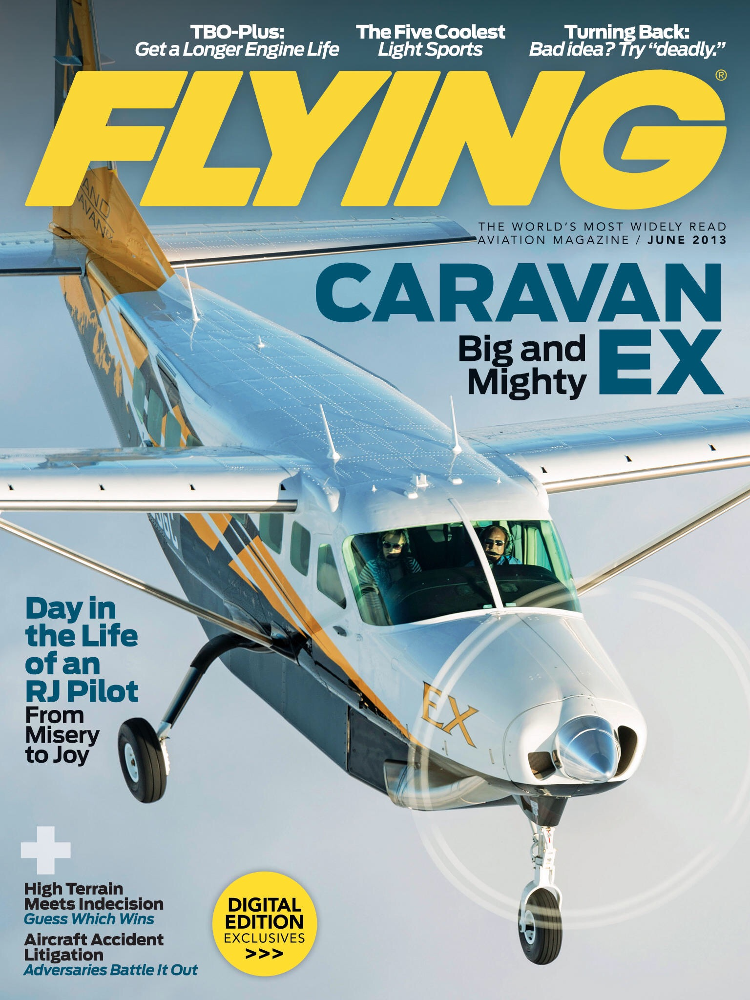 TBO-Plus:
Get a Longer Engine Life
The Five Coolest
Light Sports
Turning Back:
Bad idea? Try “deadly.”
FLYING®
THE WORLD’S MOST WIDELY READ
AVIATION MAGAZINE / JUNE 2013
CARAVAN
EX
Big and
Mighty
EX
Day in
the Life
of an
RJ Pilot
From
Misery
to Joy
EX
High Terrain
Meets Indecision
Guess Which Wins
Aircraft Accident
Litigation
Adversaries Battle It Out
DIGITAL
EDITION
EXCLUSIVES
>>>